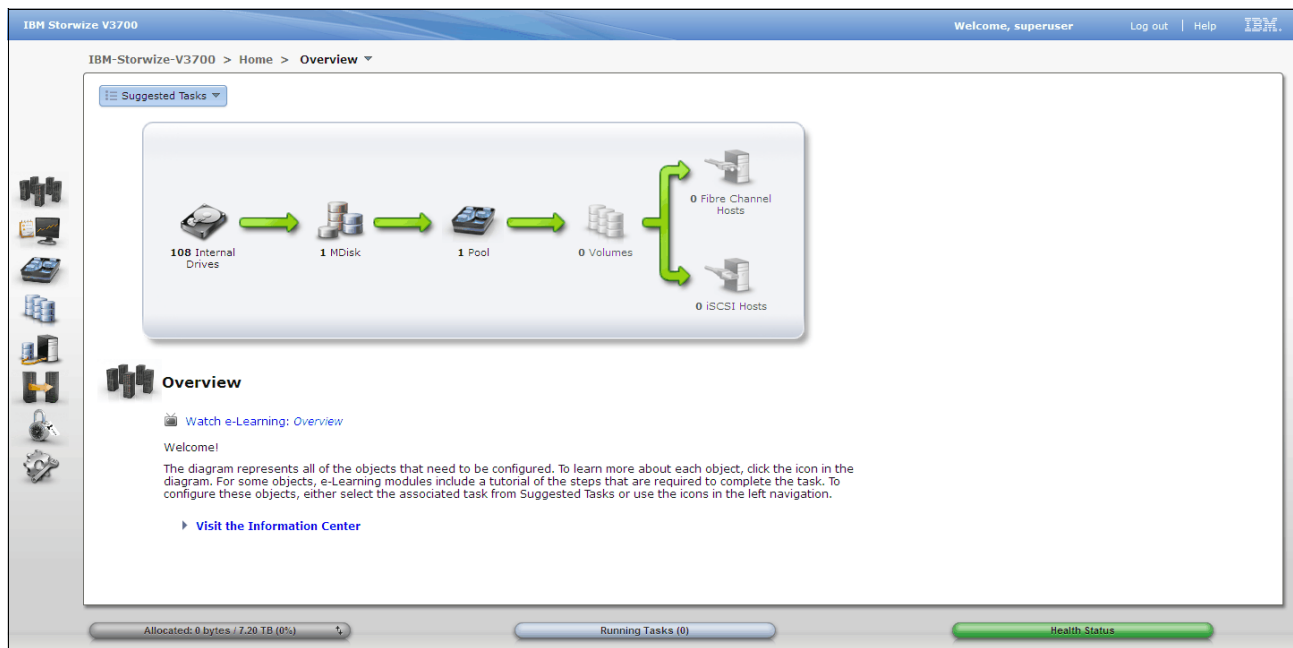 IBM Storwize V3700
Welcome, superuser
Log out | Help
IBM.
IBM-Storwize-V3700 > Home > Overview
Suggested Tasks
0 Fibre Channel
Hosts
108 Internal
Drives
1 MDisk
1 Pool
0 Volumes
0 iSCSI Hosts
Overview
Watch e-Learning: Overview
Welcome!
The diagram represents all of the objects that need to be configured. To learn more about each object, click the icon in the
diagram. For some objects, e-Learning modules include a tutorial of the steps that are required to complete the task. To
configure these objects, either select the associated task from Suggested Tasks or use the icons in the left navigation.
Visit the Information Center
Allocated: 0 bytes / 7.20 TB (0%)
Running Tasks (0)
Health Status